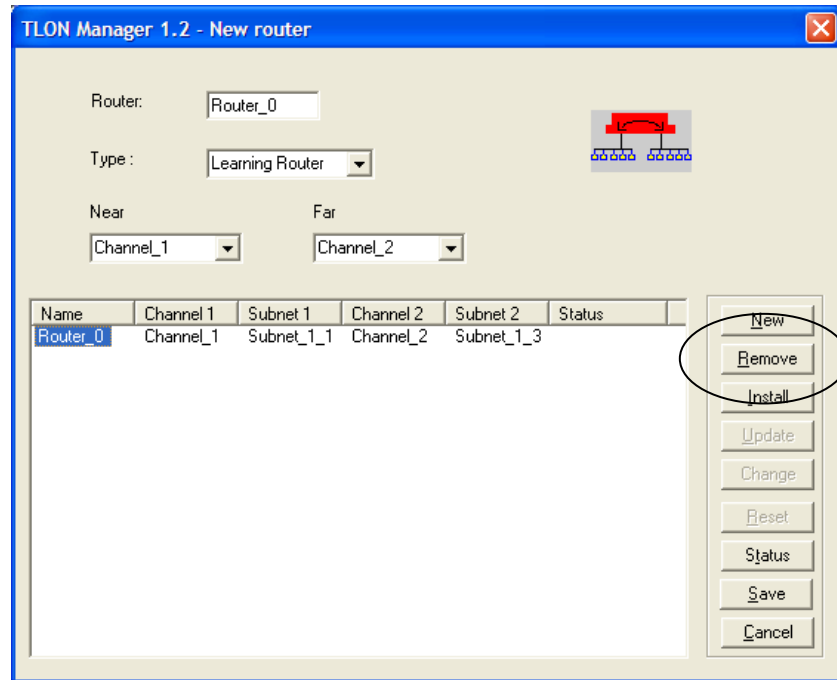 TLON Manager 1.2 - New router
Router: Router_0
Type : Learning Router
Near Far
Channel_1 Channel_2
Name Channel 1 Subnet 1 Channel 2 Subnet 2 Status
Router_0 Channel_1 Subnet_1_1 Channel_2 Subnet_1_3
New
Remove
Install
Update
Change
Reset
Status
Save
Cancel